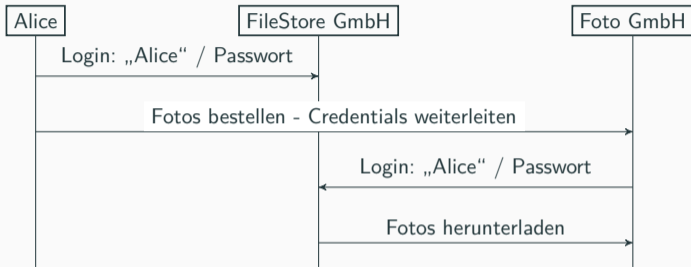 Alice
FileStore GmbH
Foto GmbH
Login: „Alice“ / Passwort
Fotos bestellen - Credentials weiterleiten
Login: „Alice“ / Passwort
Fotos herunterladen